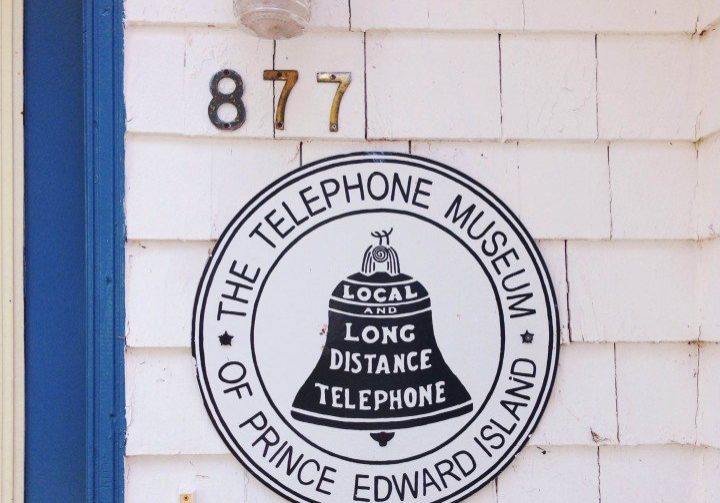 877
THE TELEPHONE MUSEUM
OF PRINCE EDWARD ISLAND
LOCAL
AND
LONG
DISTANCE
TELEPHONE